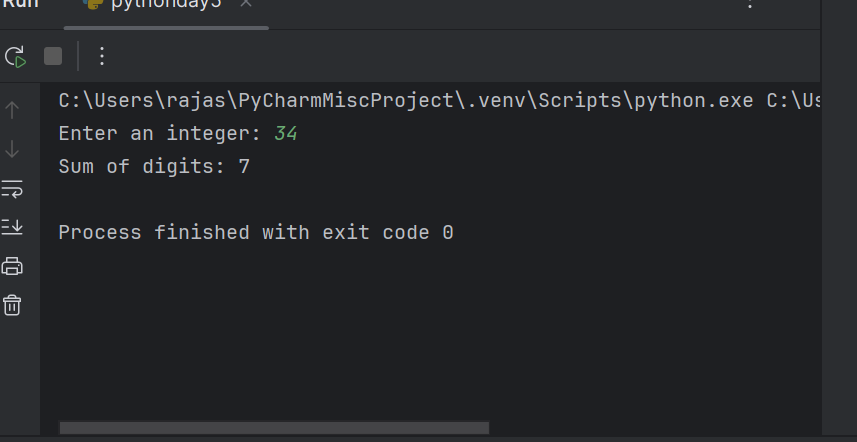 Run pythonday5
C:\Users\rajas\PyCharmMiscProject\.venv\Scripts\python.exe C:\Us
Enter an integer: 34
Sum of digits: 7
Process finished with exit code 0